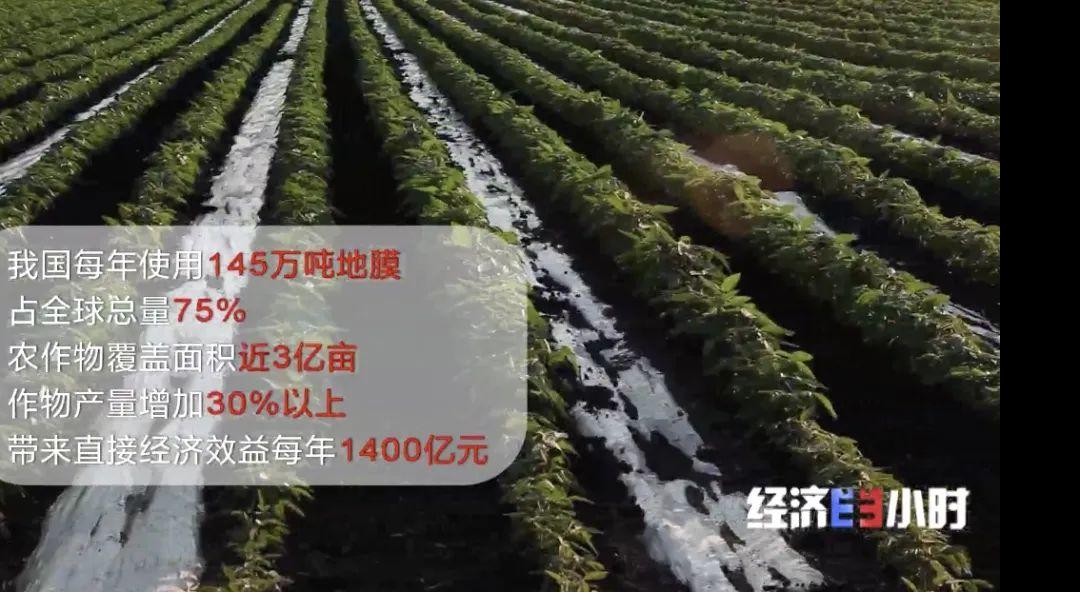 我国每年使用145万吨地膜
占全球总量75%
农作物覆盖面积近3亿亩
作物产量增加30%以上
带来直接经济效益每年1400亿元
经济半小时